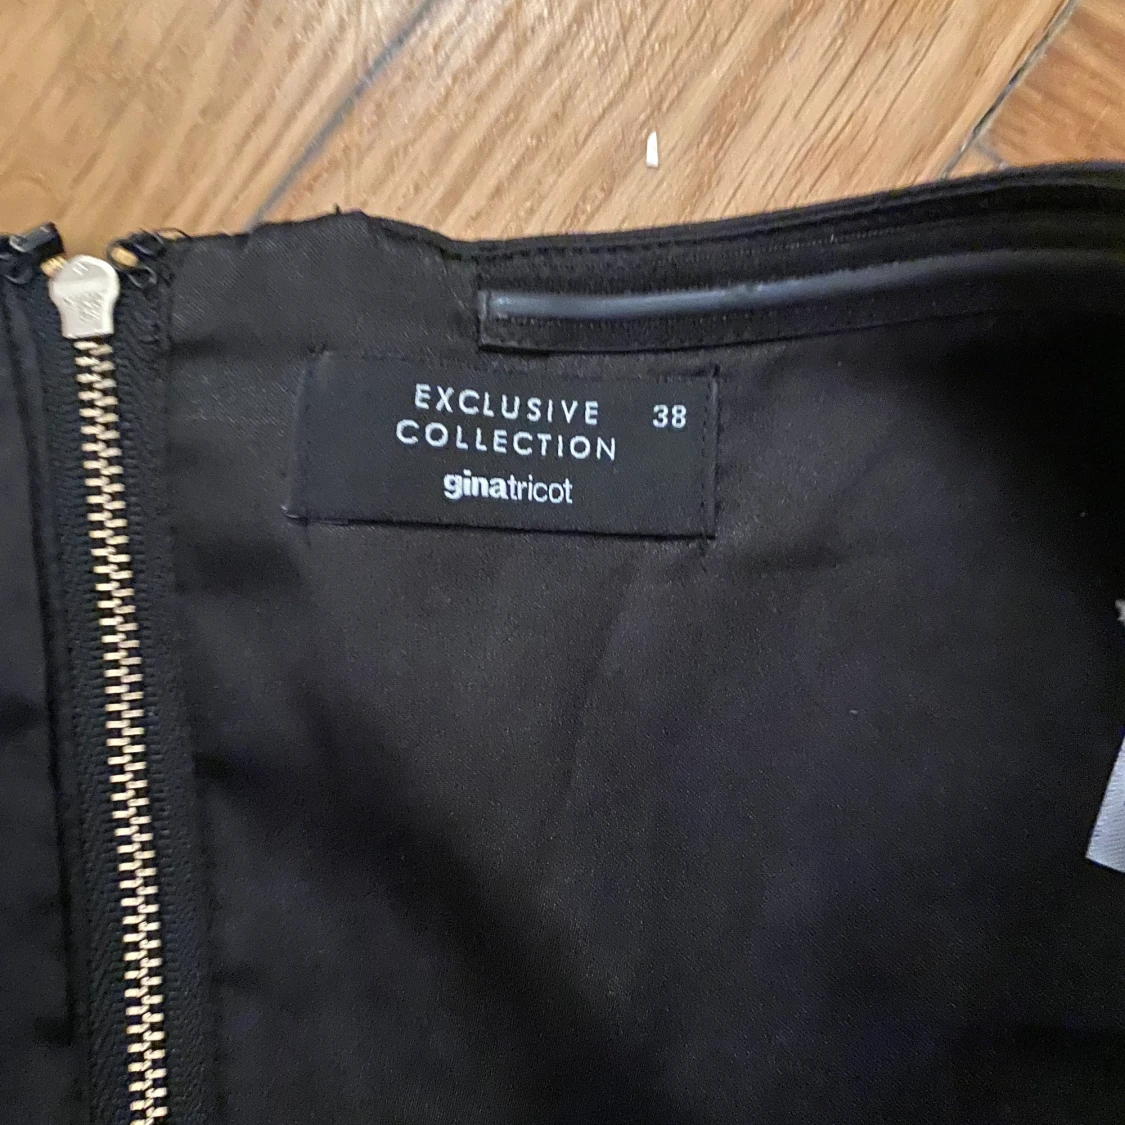 EXCLUSIVE 38
COLLECTION
ginatricot